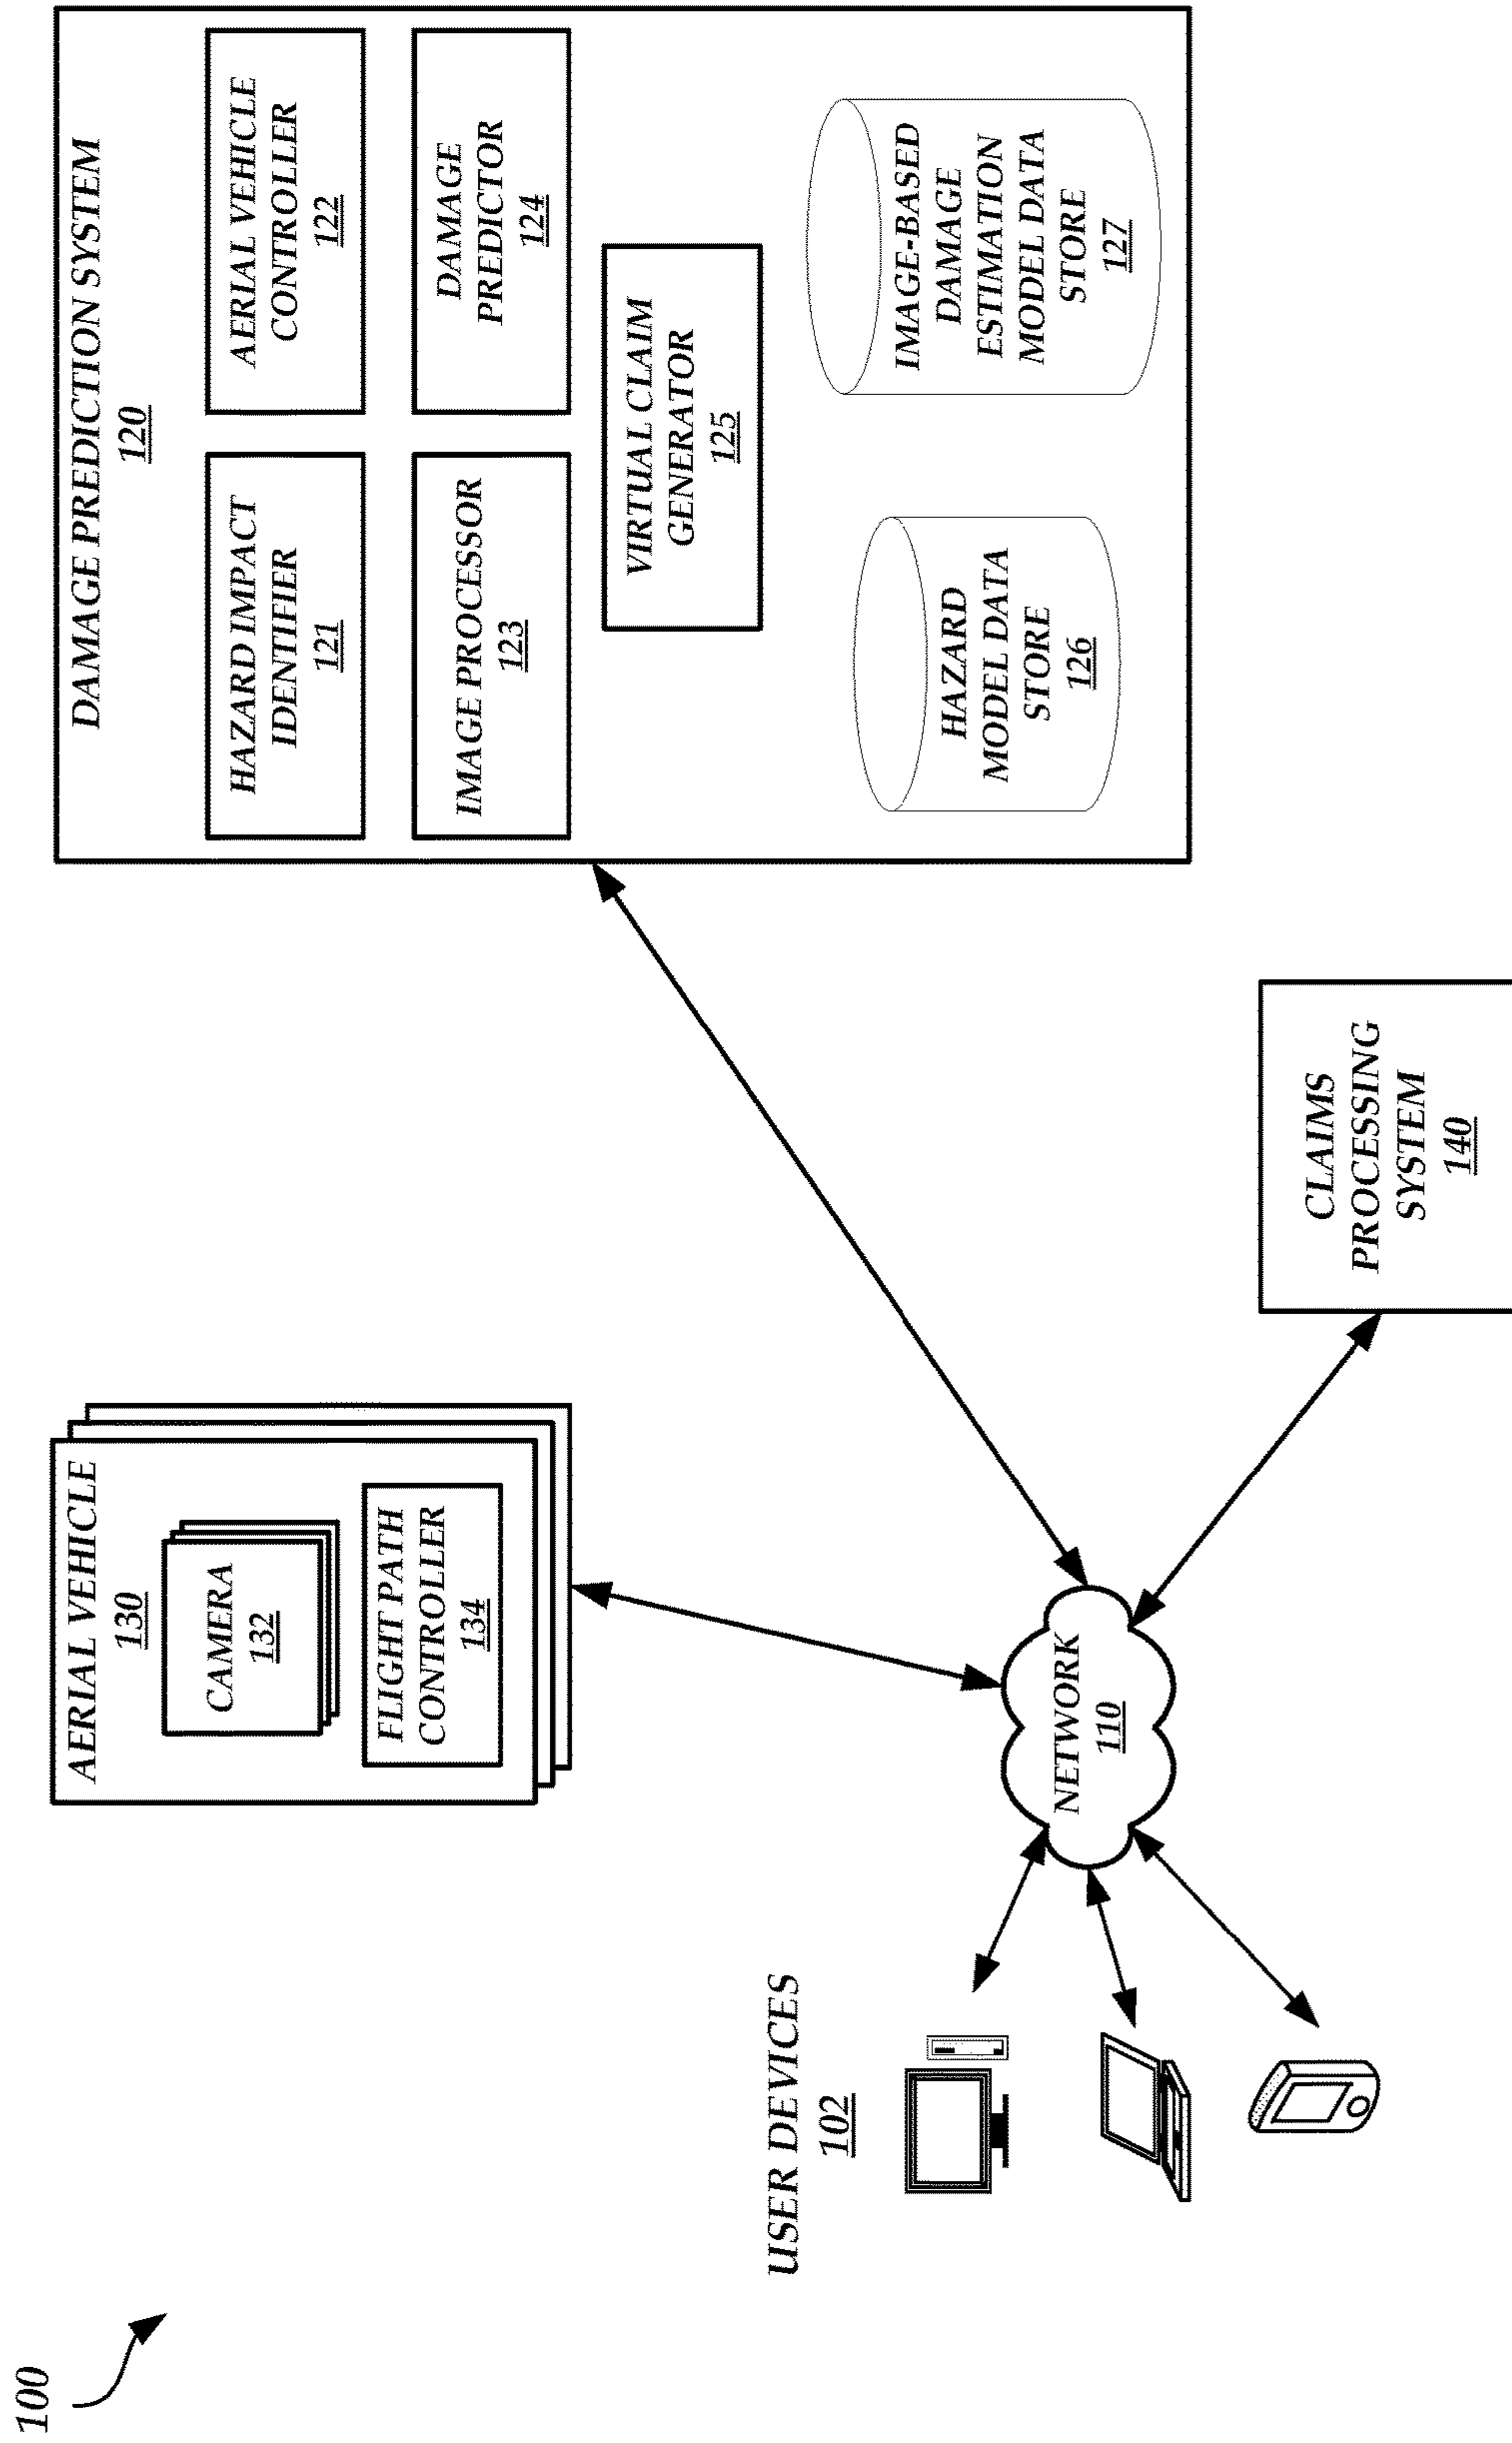 100
USER DEVICES
102
NETWORK
110
AERIAL VEHICLE
130
CAMERA
132
FLIGHT PATH
CONTROLLER
134
CLAIMS
PROCESSING
SYSTEM
140
DAMAGE PREDICTION SYSTEM
120
HAZARD IMPACT
IDENTIFIER
121
AERIAL VEHICLE
CONTROLLER
122
IMAGE PROCESSOR
123
DAMAGE
PREDICTOR
124
VIRTUAL CLAIM
GENERATOR
125
HAZARD
MODEL DATA
STORE
126
IMAGE-BASED
DAMAGE
ESTIMATION
MODEL DATA
STORE
127